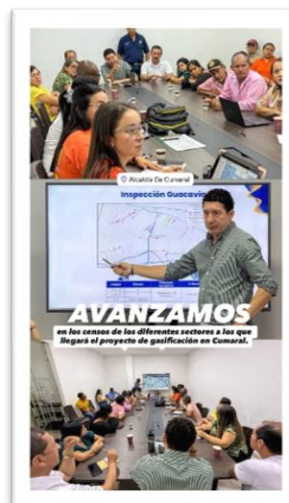 Alcaldía De Cumaral
Inspección Guacavía
AVANZAMOS
en los censos de los diferentes sectores a los que
llegará el proyecto de gasificación en Cumaral.